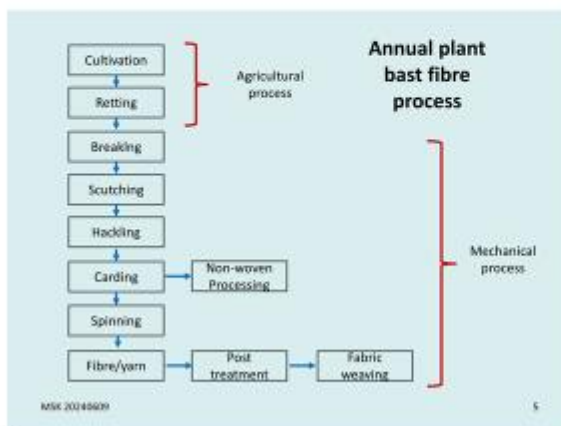 Annual plant
bast fibre
process
Cultivation
Agricultural
process
Retting
Breaking
Scutching
Hackling
Mechanical
process
Carding
Non-woven
Processing
Spinning
Fibre/yarn
Post
treatment
Fabric
weaving
MSK 20240609
5